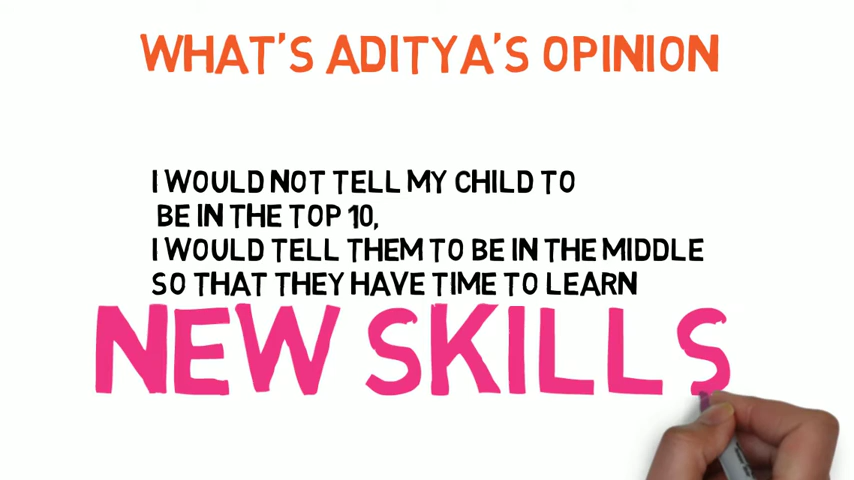 WHAT'S ADITYA'S OPINION
I WOULD NOT TELL MY CHILD TO
BE IN THE TOP 10,
I WOULD TELL THEM TO BE IN THE MIDDLE
SO THAT THEY HAVE TIME TO LEARN
NEW SKILLS